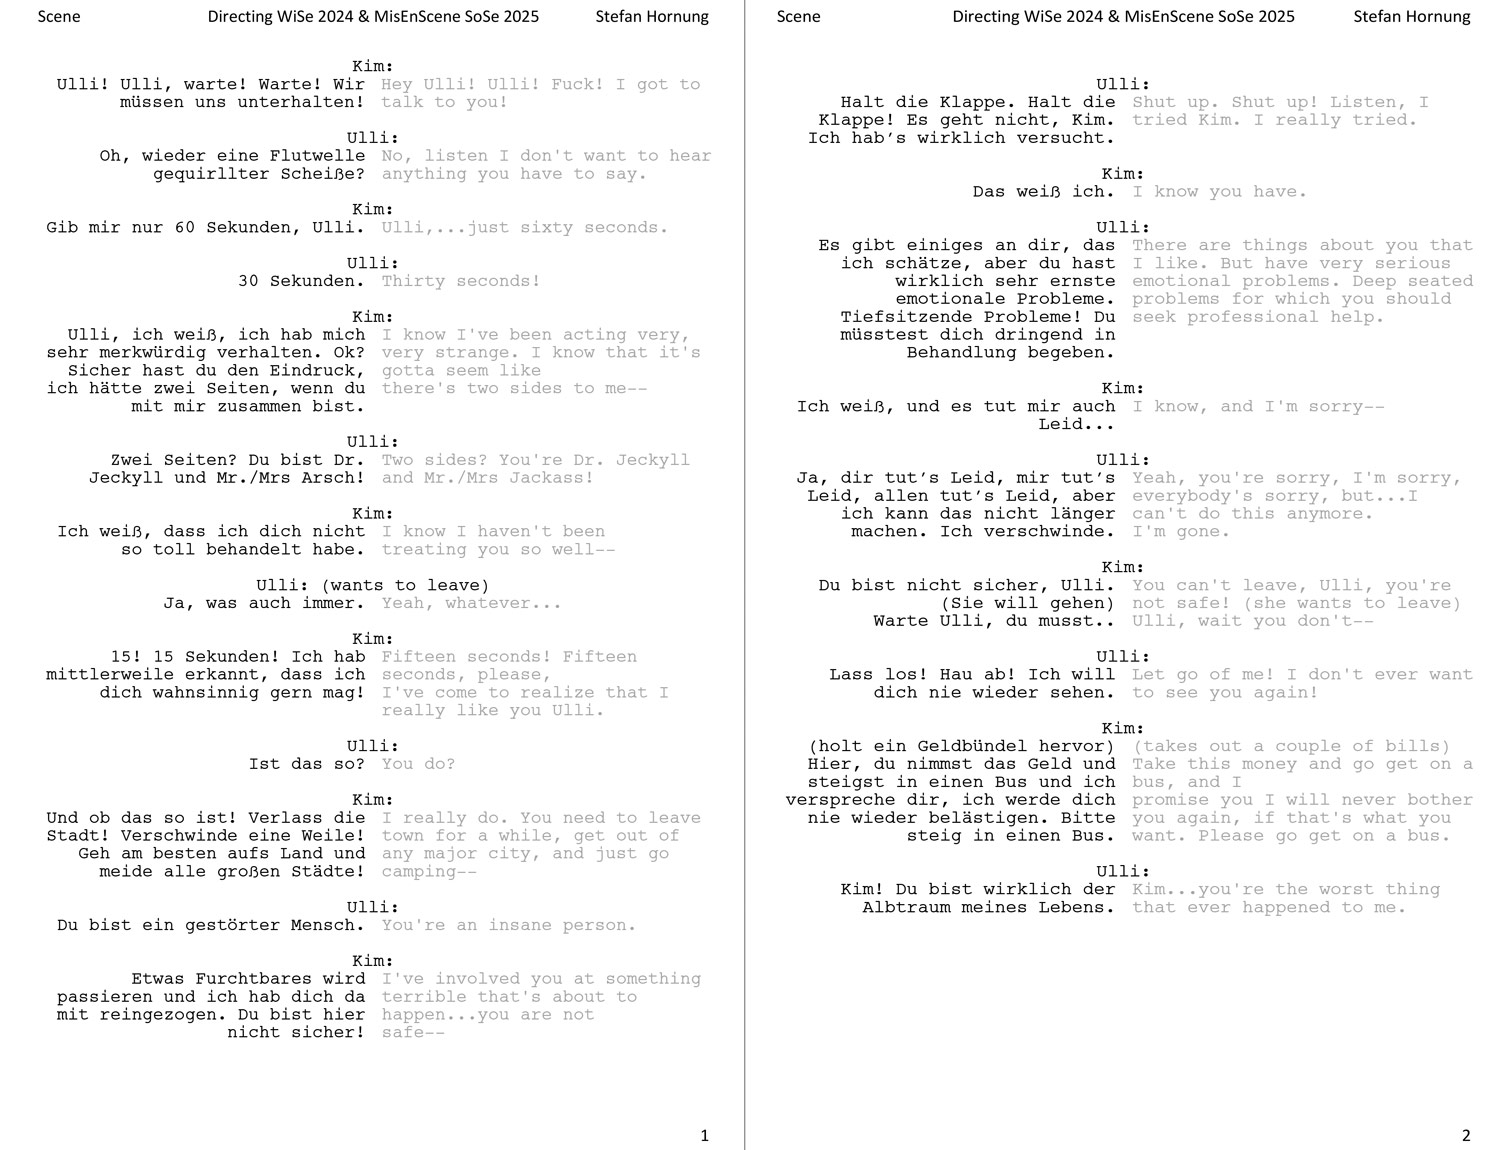 Scene Directing WiSe 2024 & MisEnScene SoSe 2025 Stefan Hornung
Kim:
Ulli! Ulli, warte! Warte! Wir Hey Ulli! Ulli! Fuck! I got to
müssen uns unterhalten! talk to you!
Ulli:
Oh, wieder eine Flutwelle No, listen I don't want to hear
gequirllter Scheiße? anything you have to say.
Kim:
Gib mir nur 60 Sekunden, Ulli. Ulli,...just sixty seconds.
Ulli:
30 Sekunden. Thirty seconds!
Kim:
Ulli, ich weiß, ich hab mich I know I've been acting very,
sehr merkwürdig verhalten. Ok? very strange. I know that it's
Sicher hast du den Eindruck, gotta seem like
ich hätte zwei Seiten, wenn du there's two sides to me--
mit mir zusammen bist.
Ulli:
Zwei Seiten? Du bist Dr. Two sides? You're Dr. Jeckyll
Jeckyll und Mr./Mrs Arsch! and Mr./Mrs Jackass!
Kim:
Ich weiß, dass ich dich nicht I know I haven't been
so toll behandelt habe. treating you so well--
Ulli: (wants to leave)
Ja, was auch immer. Yeah, whatever...
Kim:
15! 15 Sekunden! Ich hab Fifteen seconds! Fifteen
mittlerweile erkannt, dass ich seconds, please,
dich wahnsinnig gern mag! I've come to realize that I
really like you Ulli.
Ulli:
Ist das so? You do?
Kim:
Und ob das so ist! Verlass die I really do. You need to leave
Stadt! Verschwinde eine Weile! town for a while, get out of
Geh am besten aufs Land und any major city, and just go
meide alle großen Städte! camping--
Ulli:
Du bist ein gestörter Mensch. You're an insane person.
Kim:
Etwas Furchtbares wird I've involved you at something
passieren und ich hab dich da terrible that's about to
mit reingezogen. Du bist hier happen...you are not
nicht sicher! safe--
1
Scene Directing WiSe 2024 & MisEnScene SoSe 2025 Stefan Hornung
Ulli:
Halt die Klappe. Halt die Shut up. Shut up! Listen, I
Klappe! Es geht nicht, Kim. tried Kim. I really tried.
Ich hab’s wirklich versucht.
Kim:
Das weiß ich. I know you have.
Ulli:
Es gibt einiges an dir, das There are things about you that
ich schätze, aber du hast I like. But have very serious
wirklich sehr ernste emotional problems. Deep seated
emotionale Probleme. problems for which you should
Tiefsitzende Probleme! Du seek professional help.
müsstest dich dringend in
Behandlung begeben.
Kim:
Ich weiß, und es tut mir auch I know, and I'm sorry--
Leid...
Ulli:
Ja, dir tut’s Leid, mir tut’s Yeah, you're sorry, I'm sorry,
Leid, allen tut’s Leid, aber everybody's sorry, but...I
ich kann das nicht länger can't do this anymore.
machen. Ich verschwinde. I'm gone.
Kim:
Du bist nicht sicher, Ulli. You can't leave, Ulli, you're
(Sie will gehen) not safe! (she wants to leave)
Warte Ulli, du musst.. Ulli, wait you don't--
Ulli:
Lass los! Hau ab! Ich will Let go of me! I don't ever want
dich nie wieder sehen. to see you again!
Kim:
(holt ein Geldbündel hervor) (takes out a couple of bills)
Hier, du nimmst das Geld und Take this money and go get on a
steigst in einen Bus und ich bus, and I
verspreche dir, ich werde dich promise you I will never bother
nie wieder belästigen. Bitte you again, if that's what you
steig in einen Bus. want. Please go get on a bus.
Ulli:
Kim! Du bist wirklich der Kim...you're the worst thing
Albtraum meines Lebens. that ever happened to me.
2